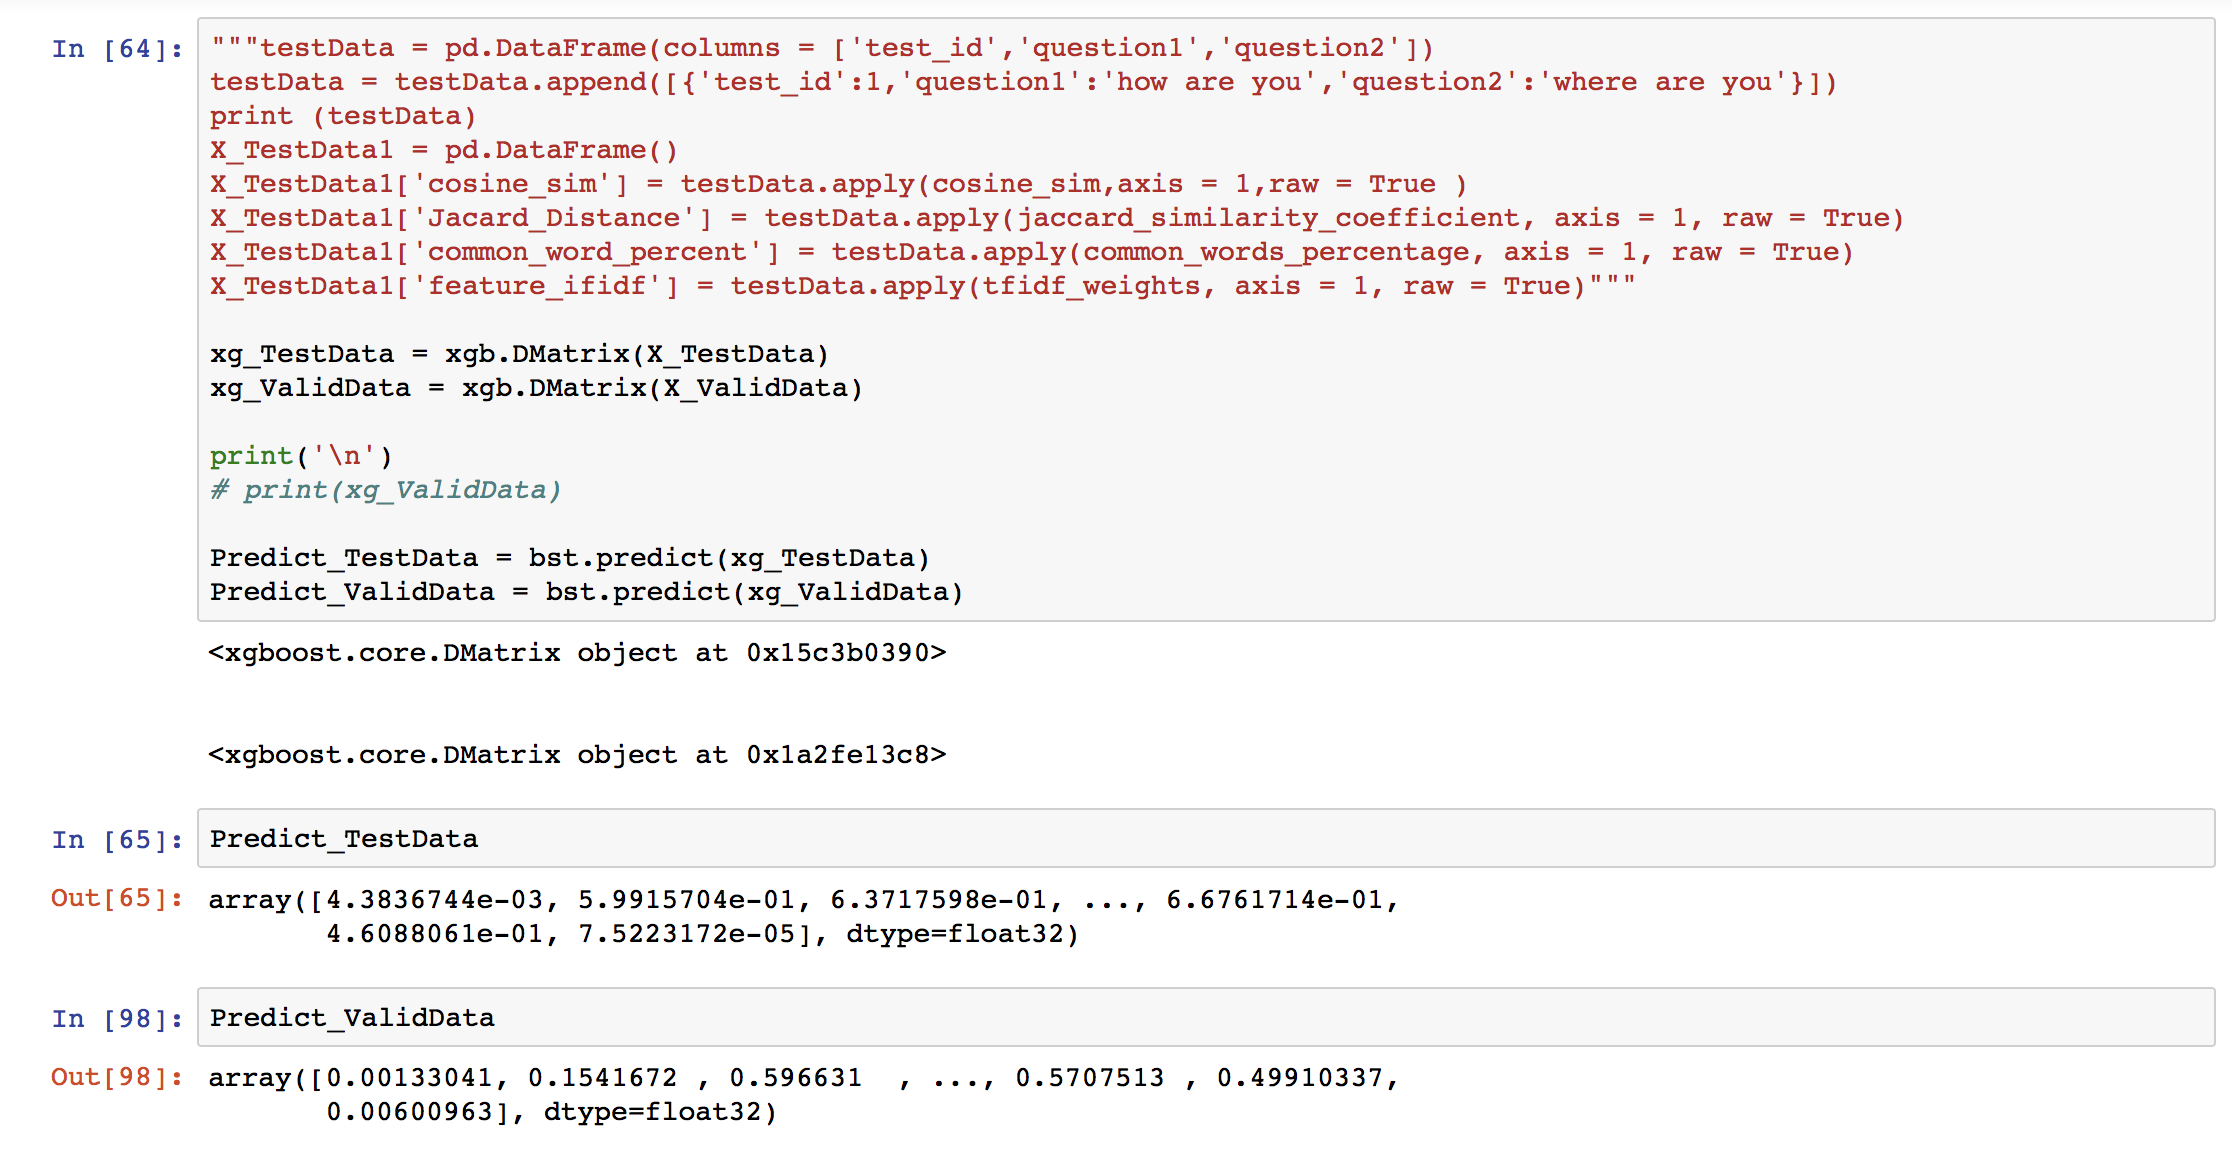 In [64]: """testData = pd.DataFrame(columns = ['test_id','question1','question2'])
testData = testData.append([{'test_id':1,'question1':'how are you','question2':'where are you'}])
print (testData)
X_TestData1 = pd.DataFrame()
X_TestData1['cosine_sim'] = testData.apply(cosine_sim,axis = 1,raw = True )
X_TestData1['Jacard_Distance'] = testData.apply(jaccard_similarity_coefficient, axis = 1, raw = True)
X_TestData1['common_word_percent'] = testData.apply(common_words_percentage, axis = 1, raw = True)
X_TestData1['feature_ifidf'] = testData.apply(tfidf_weights, axis = 1, raw = True)"""
xg_TestData = xgb.DMatrix(X_TestData)
xg_ValidData = xgb.DMatrix(X_ValidData)
print('\n')
# print(xg_ValidData)
Predict_TestData = bst.predict(xg_TestData)
Predict_ValidData = bst.predict(xg_ValidData)
<xgboost.core.DMatrix object at 0x15c3b0390>
<xgboost.core.DMatrix object at 0x1a2fe13c8>
In [65]: Predict_TestData
Out[65]: array([4.3836744e-03, 5.9915704e-01, 6.3717598e-01, ..., 6.6761714e-01,
4.6088061e-01, 7.5223172e-05], dtype=float32)
In [98]: Predict_ValidData
Out[98]: array([0.00133041, 0.1541672 , 0.596631  , ..., 0.5707513 , 0.49910337,
0.00600963], dtype=float32)